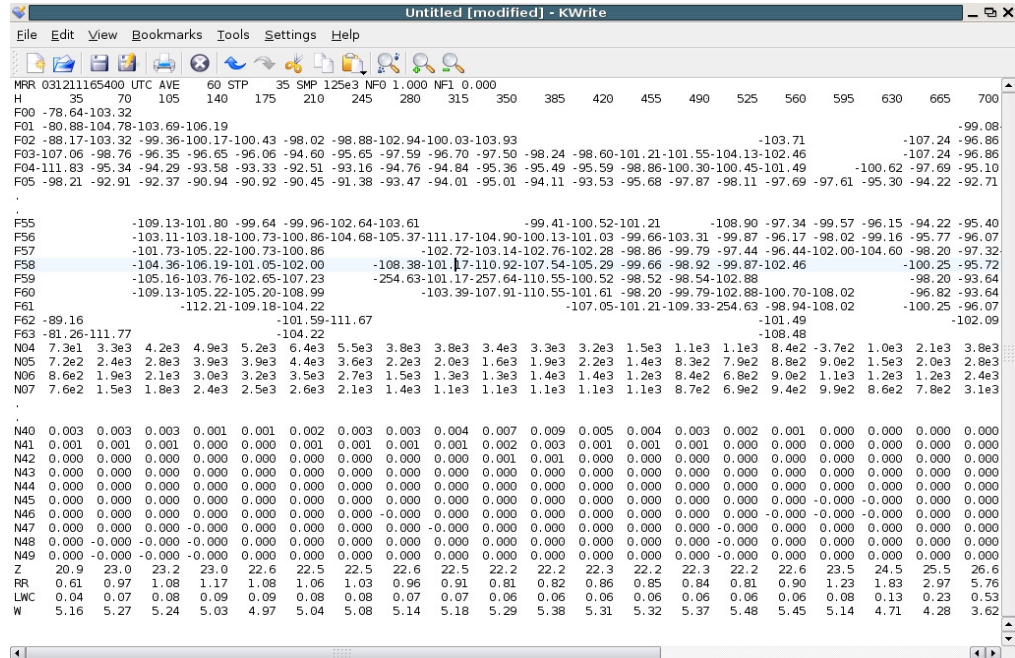 Untitled [modified] - KWrite
File Edit View Bookmarks Tools Settings Help
MRR 031211165400 UTC AVE 60 STP 35 SMP 125e3 NF0 1.000 NF1 0.000
H 35 70 105 140 175 210 245 280 315 350 385 420 455 490 525 560 595 630 665 700
F00 -78.64-103.32
F01 -80.88-104.78-103.69-106.19 -99.08-
F02 -88.17-103.32 -99.36-100.17-100.43 -98.02 -98.88-102.94-100.03-103.93 -103.71 -107.24 -96.86
F03-107.06 -98.76 -96.35 -96.65 -96.06 -94.60 -95.65 -97.59 -96.70 -97.50 -98.24 -98.60-101.21-101.55-104.13-102.46 -107.24 -96.86
F04-111.83 -95.34 -94.29 -93.58 -93.33 -92.51 -93.16 -94.76 -94.84 -95.36 -95.49 -95.59 -98.86-100.30-100.45-101.49 -100.62 -97.69 -95.10
F05 -98.21 -92.91 -92.37 -90.94 -90.92 -90.45 -91.38 -93.47 -94.01 -95.01 -94.11 -93.53 -95.68 -97.87 -98.11 -97.69 -97.61 -95.30 -94.22 -92.71
.
.
F55 -109.13-101.80 -99.64 -99.96-102.64-103.61 -99.41-100.52-101.21 -108.90 -97.34 -99.57 -96.15 -94.22 -95.40
F56 -103.11-103.18-100.73-100.86-104.68-105.37-111.17-104.90-100.13-101.03 -99.66-103.31 -99.87 -96.17 -98.02 -99.16 -95.77 -96.07
F57 -101.73-105.22-100.73-100.86 -102.72-103.14-102.76-102.28 -98.86 -99.79 -97.44 -96.44-102.00-104.60 -98.20 -97.32-
F58 -104.36-106.19-101.05-102.00 -108.38-101.17-110.92-107.54-105.29 -99.66 -98.92 -99.87-102.46 -100.25 -95.72
F59 -105.16-103.76-102.65-107.23 -254.63-101.17-257.64-110.55-100.52 -98.52 -98.54-102.88 -98.20 -93.64
F60 -109.13-105.22-105.20-108.99 -103.39-107.91-110.55-101.61 -98.20 -99.79-102.88-100.70-108.02 -96.82 -93.64
F61 -112.21-109.18-104.22 -107.05-101.21-109.33-254.63 -98.94-108.02 -100.25 -96.07
F62 -89.16 -101.59-111.67 -101.49 -102.09
F63 -81.26-111.77 -104.22 -108.48
N04 7.3e1 3.3e3 4.2e3 4.9e3 5.2e3 6.4e3 5.5e3 3.8e3 3.8e3 3.4e3 3.3e3 3.2e3 1.5e3 1.1e3 1.1e3 8.4e2 -3.7e2 1.0e3 2.1e3 3.8e3
N05 7.2e2 2.4e3 2.8e3 3.9e3 3.9e3 4.4e3 3.6e3 2.2e3 2.0e3 1.6e3 1.9e3 2.2e3 1.4e3 8.3e2 7.9e2 8.8e2 9.0e2 1.5e3 2.0e3 2.8e3
N06 8.6e2 1.9e3 2.1e3 3.0e3 3.2e3 3.5e3 2.7e3 1.5e3 1.3e3 1.3e3 1.4e3 1.4e3 1.2e3 8.4e2 6.8e2 9.0e2 1.1e3 1.2e3 1.2e3 2.4e3
N07 7.6e2 1.5e3 1.8e3 2.4e3 2.5e3 2.6e3 2.1e3 1.4e3 1.1e3 1.1e3 1.1e3 1.1e3 1.1e3 8.7e2 6.9e2 9.4e2 9.9e2 8.6e2 7.8e2 3.1e3
.
.
N40 0.003 0.003 0.003 0.001 0.001 0.002 0.003 0.003 0.004 0.007 0.009 0.005 0.004 0.003 0.002 0.001 0.000 0.000 0.000 0.000
N41 0.001 0.001 0.001 0.000 0.000 0.001 0.001 0.001 0.001 0.002 0.003 0.001 0.001 0.001 0.000 0.000 0.000 0.000 0.000 0.000
N42 0.000 0.000 0.000 0.000 0.000 0.000 0.000 0.000 0.000 0.001 0.001 0.000 0.000 0.000 0.000 0.000 0.000 0.000 0.000 0.000
N43 0.000 0.000 0.000 0.000 0.000 0.000 0.000 0.000 0.000 0.000 0.000 0.000 0.000 0.000 0.000 0.000 0.000 0.000 0.000 0.000
N44 0.000 0.000 0.000 0.000 0.000 0.000 0.000 0.000 0.000 0.000 0.000 0.000 0.000 0.000 0.000 0.000 0.000 0.000 0.000 0.000
N45 0.000 0.000 0.000 0.000 0.000 0.000 0.000 0.000 0.000 0.000 0.000 0.000 0.000 0.000 0.000 0.000 -0.000 -0.000 0.000 0.000
N46 0.000 0.000 0.000 0.000 0.000 0.000 0.000 -0.000 0.000 0.000 0.000 0.000 0.000 0.000 0.000 -0.000 -0.000 0.000 0.000 0.000
N47 0.000 0.000 0.000 -0.000 0.000 0.000 0.000 0.000 -0.000 0.000 0.000 0.000 0.000 0.000 -0.000 0.000 0.000 0.000 0.000 0.000
N48 0.000 -0.000 -0.000 -0.000 0.000 0.000 0.000 0.000 0.000 0.000 0.000 0.000 0.000 0.000 0.000 0.000 0.000 0.000 0.000 0.000
N49 0.000 -0.000 -0.000 -0.000 0.000 0.000 0.000 0.000 0.000 0.000 0.000 0.000 0.000 0.000 -0.000 0.000 0.000 0.000 0.000 0.000
Z 20.9 23.0 23.2 23.0 22.6 22.5 22.5 22.6 22.5 22.2 22.2 22.3 22.2 22.3 22.2 22.6 23.5 24.5 25.5 26.6
RR 0.61 0.97 1.08 1.17 1.08 1.06 1.03 0.96 0.91 0.81 0.82 0.86 0.85 0.84 0.81 0.90 1.23 1.83 2.97 5.76
LWC 0.04 0.07 0.08 0.09 0.09 0.08 0.08 0.07 0.07 0.06 0.06 0.06 0.06 0.06 0.06 0.06 0.08 0.13 0.23 0.53
W 5.16 5.27 5.24 5.03 4.97 5.04 5.08 5.14 5.18 5.29 5.38 5.31 5.32 5.37 5.48 5.45 5.14 4.71 4.28 3.62